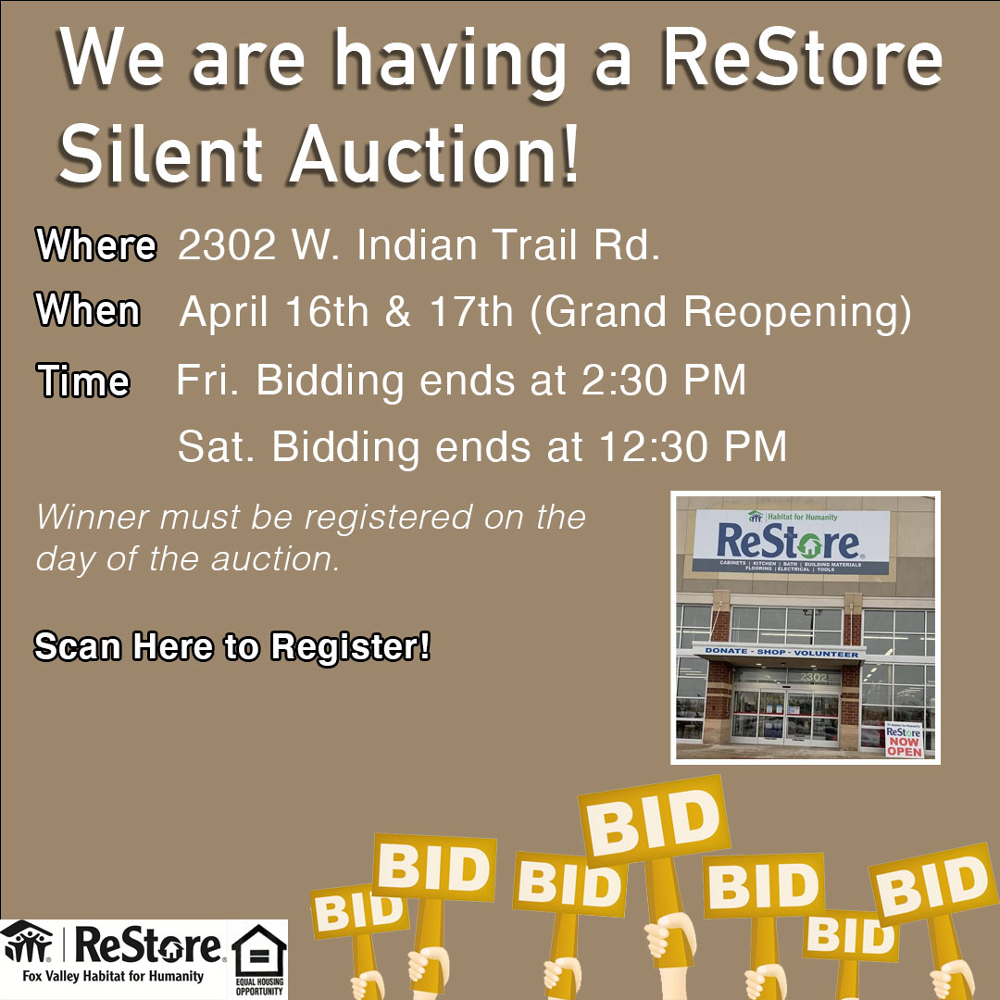 We are having a ReStore
Silent Auction!
Where 2302 W. Indian Trail Rd.
When April 16th & 17th (Grand Reopening)
Time Fri. Bidding ends at 2:30 PM
Sat. Bidding ends at 12:30 PM
Winner must be registered on the
day of the auction.
Scan Here to Register!
Habitat for Humanity
ReStore®
CABINETS | KITCHEN | BATH | BUILDING MATERIALS
FLOORING | ELECTRICAL | TOOLS
DONATE - SHOP - VOLUNTEER
2302
Habitat for Humanity
ReStore
NOW
OPEN
BID
BID
BID
BID
BID
BID
BID
ReStore®
Fox Valley Habitat for Humanity
EQUAL HOUSING
OPPORTUNITY